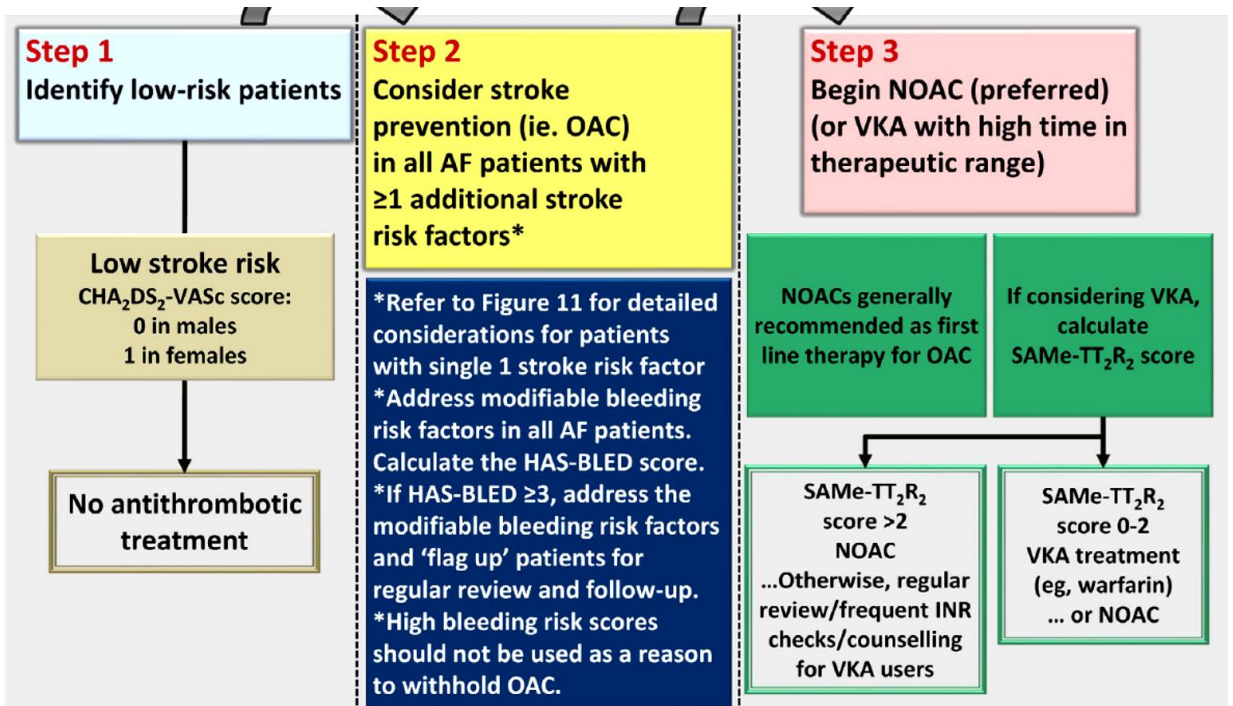 Step 1
Identify low-risk patients
Low stroke risk
CHA₂DS₂-VASc score:
0 in males
1 in females
No antithrombotic
treatment
Step 2
Consider stroke
prevention (ie. OAC)
in all AF patients with
≥1 additional stroke
risk factors*
*Refer to Figure 11 for detailed
considerations for patients
with single 1 stroke risk factor
*Address modifiable bleeding
risk factors in all AF patients.
Calculate the HAS-BLED score.
*If HAS-BLED ≥3, address the
modifiable bleeding risk factors
and ‘flag up’ patients for
regular review and follow-up.
*High bleeding risk scores
should not be used as a reason
to withhold OAC.
Step 3
Begin NOAC (preferred)
(or VKA with high time in
therapeutic range)
NOACs generally
recommended as first
line therapy for OAC
If considering VKA,
calculate
SAMe-TT₂R₂ score
SAMe-TT₂R₂
score >2
NOAC
...Otherwise, regular
review/frequent INR
checks/counselling
for VKA users
SAMe-TT₂R₂
score 0-2
VKA treatment
(eg, warfarin)
... or NOAC